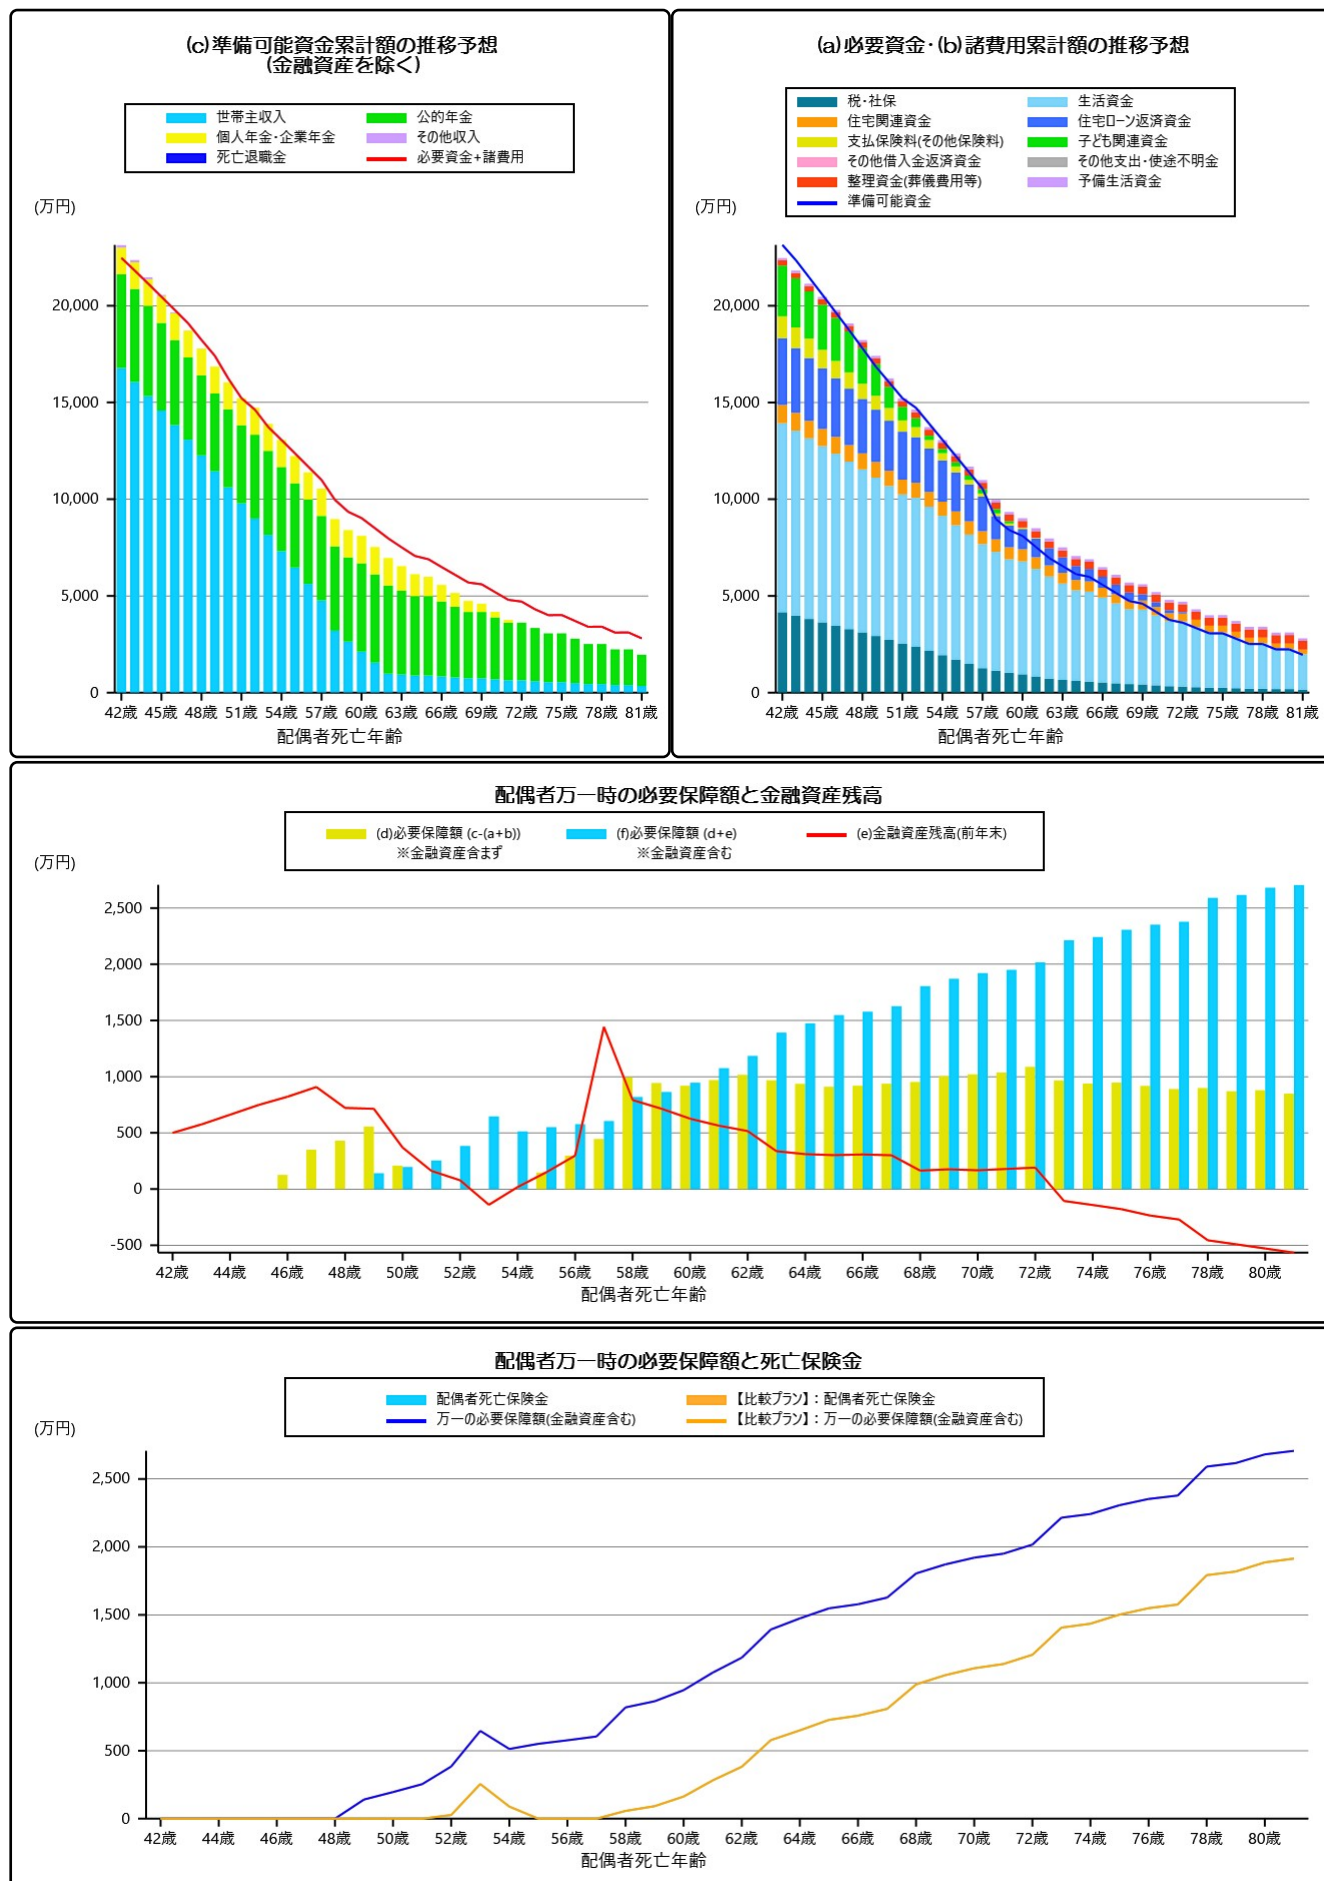 (c)準備可能資金累計額の推移予想
(金融資産を除く)
世帯主収入 公的年金
個人年金・企業年金 その他収入
死亡退職金 必要資金+諸費用
(万円)
20,000
15,000
10,000
5,000
0
42歳 45歳 48歳 51歳 54歳 57歳 60歳 63歳 66歳 69歳 72歳 75歳 78歳 81歳
配偶者死亡年齢
(a)必要資金・(b)諸費用累計額の推移予想
税・社保 生活資金
住宅関連資金 住宅ローン返済資金
支払保険料(その他保険料) 子ども関連資金
その他借入金返済資金 その他支出・使途不明金
整理資金(葬儀費用等) 予備生活資金
準備可能資金
(万円)
20,000
15,000
10,000
5,000
0
42歳 45歳 48歳 51歳 54歳 57歳 60歳 63歳 66歳 69歳 72歳 75歳 78歳 81歳
配偶者死亡年齢
配偶者万一時の必要保障額と金融資産残高
(d)必要保障額 (c-(a+b)) (f)必要保障額 (d+e) (e)金融資産残高(前年末)
※金融資産含まず ※金融資産含む
(万円)
2,500
2,000
1,500
1,000
500
0
-500
42歳 44歳 46歳 48歳 50歳 52歳 54歳 56歳 58歳 60歳 62歳 64歳 66歳 68歳 70歳 72歳 74歳 76歳 78歳 80歳
配偶者死亡年齢
配偶者万一時の必要保障額と死亡保険金
配偶者死亡保険金 【比較プラン】：配偶者死亡保険金
万一の必要保障額(金融資産含む) 【比較プラン】：万一の必要保障額(金融資産含む)
(万円)
2,500
2,000
1,500
1,000
500
0
42歳 44歳 46歳 48歳 50歳 52歳 54歳 56歳 58歳 60歳 62歳 64歳 66歳 68歳 70歳 72歳 74歳 76歳 78歳 80歳
配偶者死亡年齢